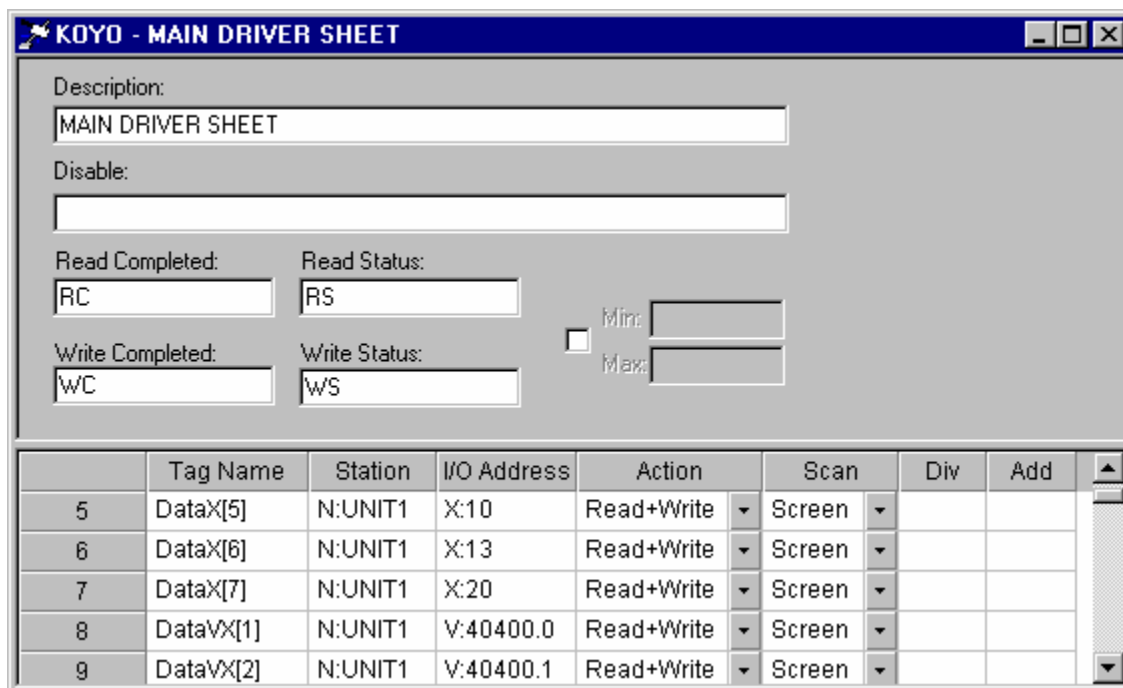 KOYO - MAIN DRIVER SHEET
Description:
MAIN DRIVER SHEET
Disable:
Read Completed: Read Status:
RC RS
Min:
Write Completed: Write Status:
Max:
WC WS
Tag Name Station I/O Address Action Scan Div Add
5 DataX[5] N:UNIT1 X:10 Read+Write Screen
6 DataX[6] N:UNIT1 X:13 Read+Write Screen
7 DataX[7] N:UNIT1 X:20 Read+Write Screen
8 DataVX[1] N:UNIT1 V:40400.0 Read+Write Screen
9 DataVX[2] N:UNIT1 V:40400.1 Read+Write Screen